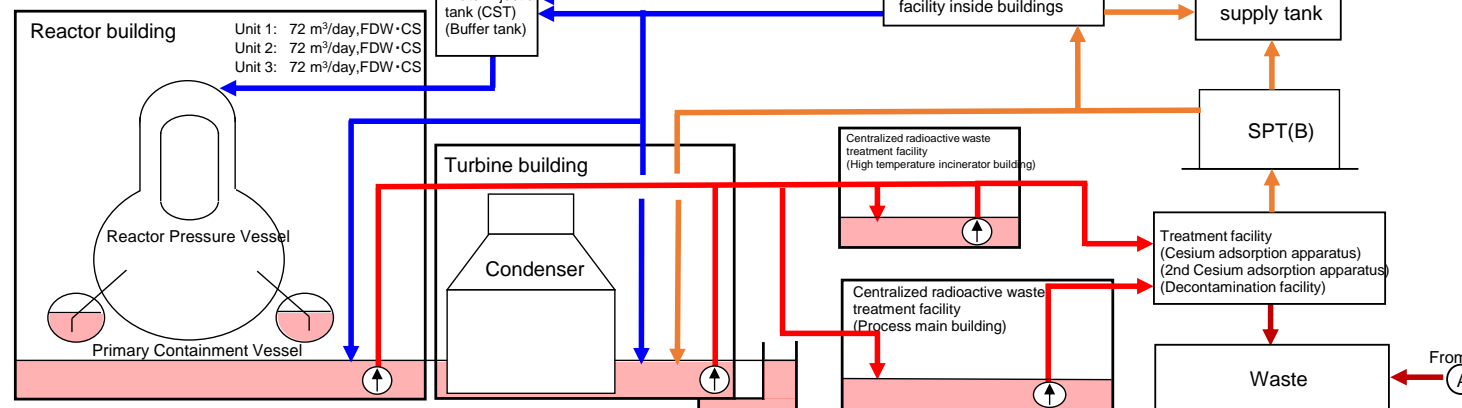 tank (CST)
(Buffer tank)
facility inside buildings
supply tank
Reactor building
Unit 1: 72 m³/day,FDW・CS
Unit 2: 72 m³/day,FDW・CS
Unit 3: 72 m³/day,FDW・CS
SPT(B)
Centralized radioactive waste
treatment facility
(High temperature incinerator building)
Turbine building
Reactor Pressure Vessel
Condenser
Treatment facility
(Cesium adsorption apparatus)
(2nd Cesium adsorption apparatus)
(Decontamination facility)
Centralized radioactive waste
treatment facility
(Process main building)
Primary Containment Vessel
Waste
From
A